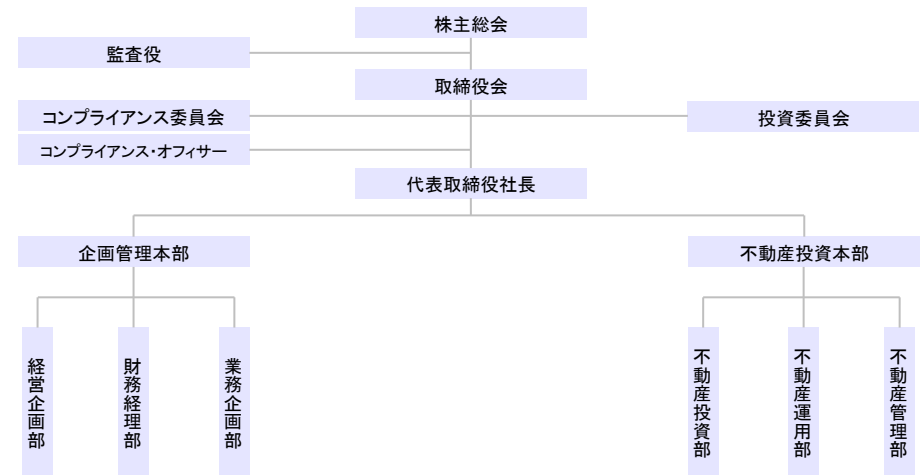 株主総会
監査役
取締役会
コンプライアンス委員会
投資委員会
コンプライアンス・オフィサー
代表取締役社長
企画管理本部
不動産投資本部
経営企画部
財務経理部
業務企画部
不動産投資部
不動産運用部
不動産管理部